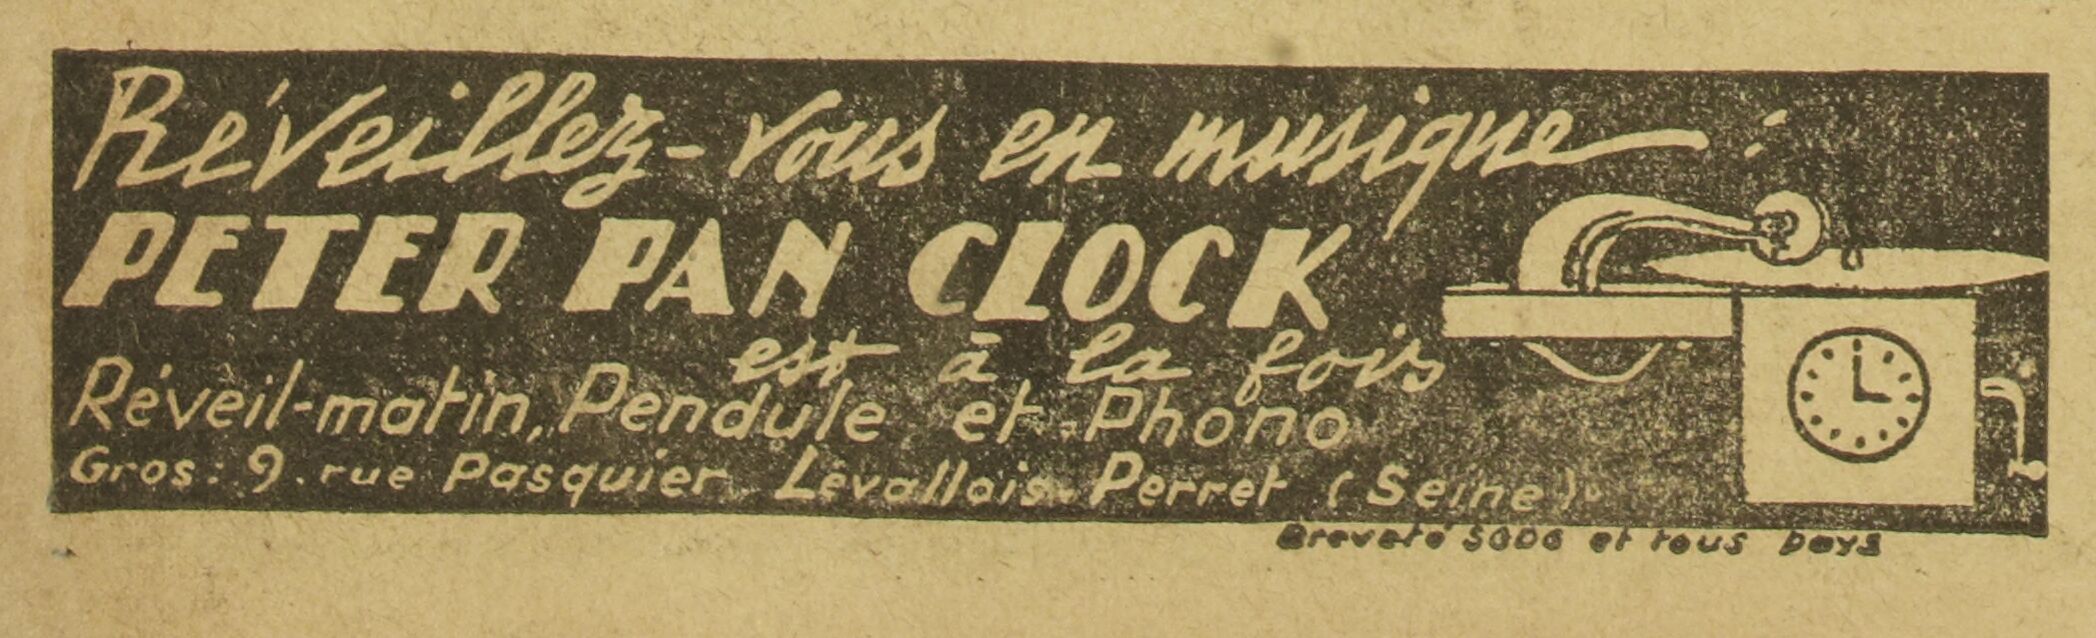 Réveillez-vous en musique :
PETER PAN CLOCK
est à la fois
Réveil-matin, Pendule et Phono
Gros : 9. rue Pasquier Levallois-Perret (Seine)
Breveté SGDG et tous pays